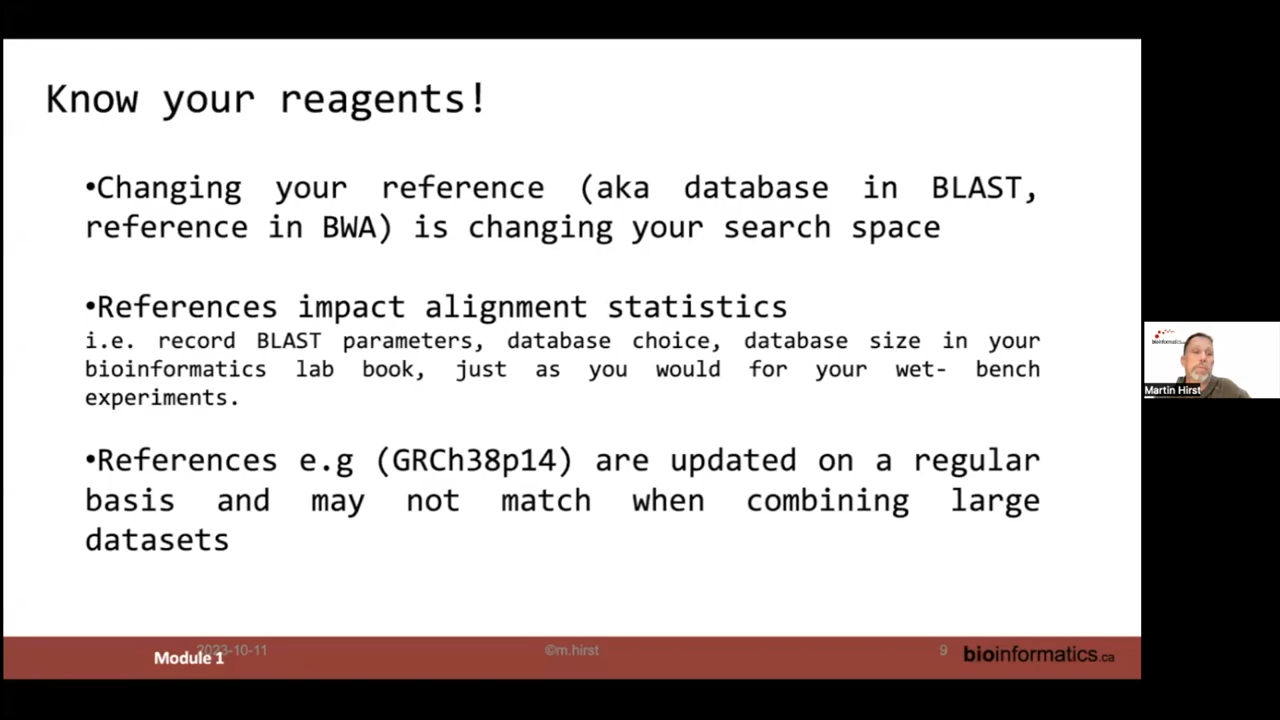 Know your reagents!
•Changing your reference (aka database in BLAST,
reference in BWA) is changing your search space
•References impact alignment statistics
i.e. record BLAST parameters, database choice, database size in your
bioinformatics lab book, just as you would for your wet- bench
experiments.
•References e.g (GRCh38p14) are updated on a regular
basis and may not match when combining large
datasets
bioinformatics
Martin Hirst
2023-10-11
Module 1
©m.hirst
9
bioinformatics.ca